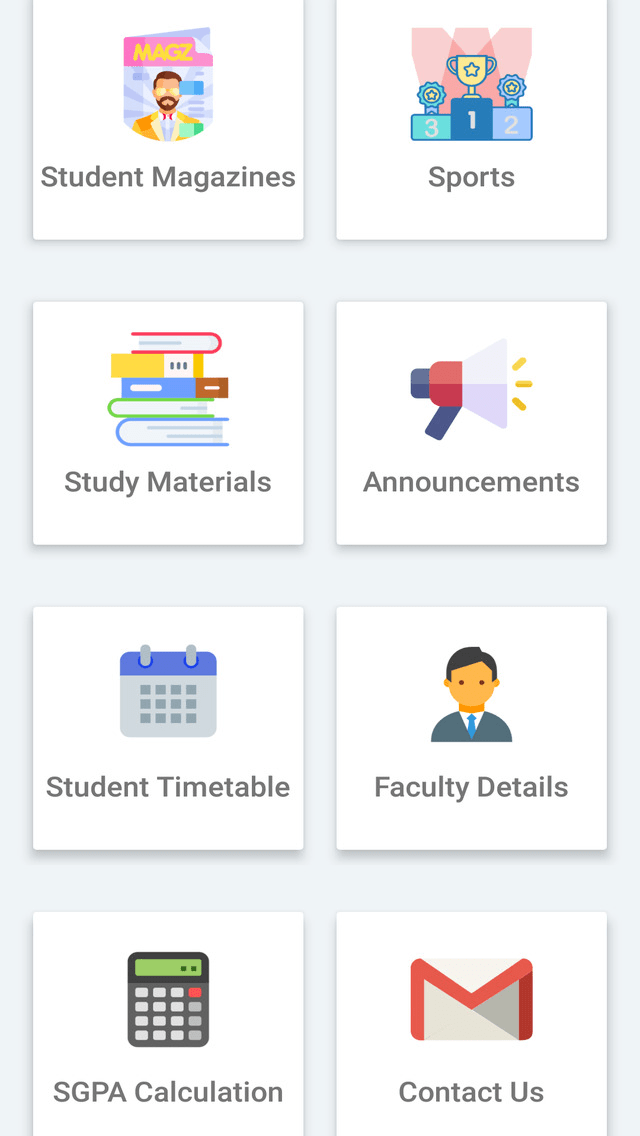 MAGZ
Student Magazines
3 1 2
Sports
Study Materials
Announcements
Student Timetable
Faculty Details
SGPA Calculation
Contact Us